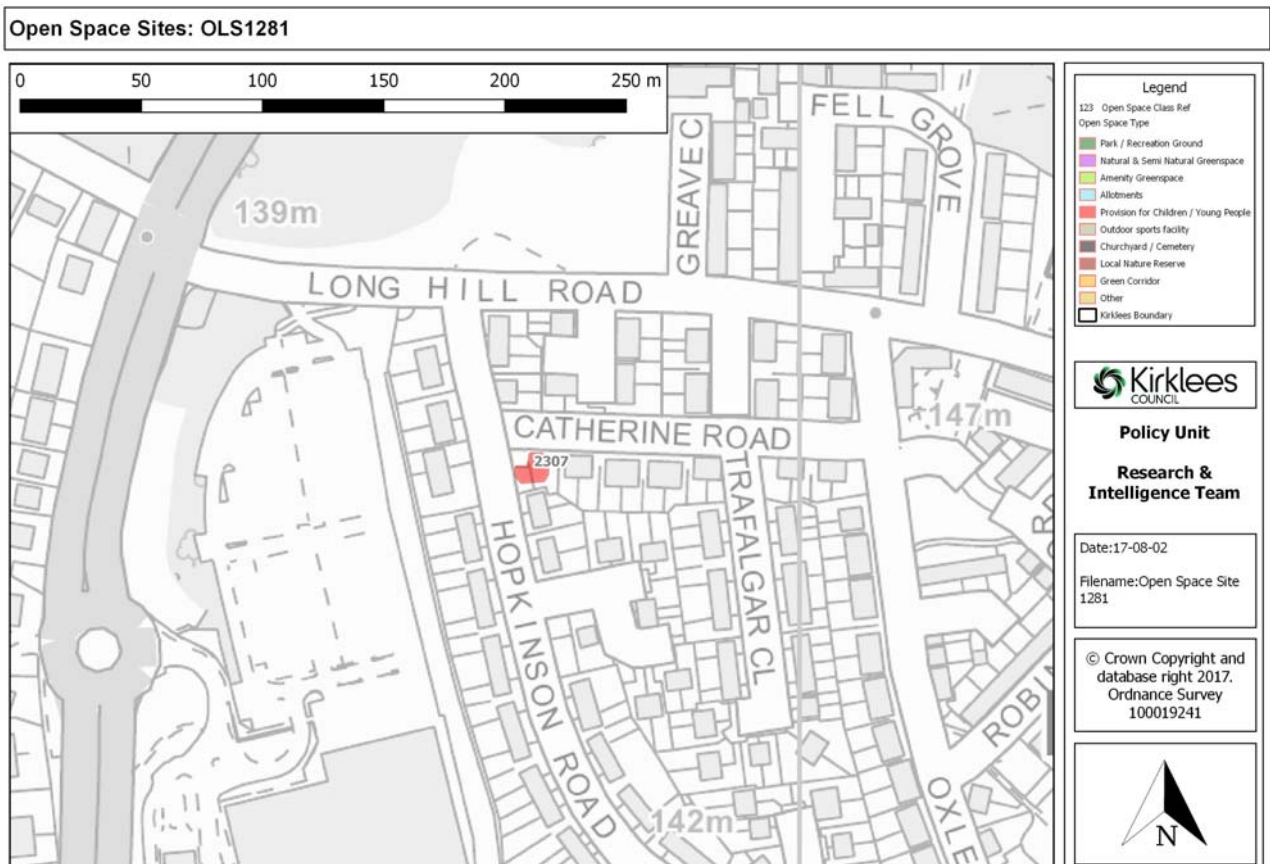 Open Space Sites: OLS1281
0 50 100 150 200 250 m
FELL GROVE
GREAVE C
139m
LONG HILL ROAD
147m
CATHERINE ROAD
2307
TRAFALGAR CL
HOPKINSON ROAD
ROBIN
OXLE
142m
Legend
123 Open Space Class Ref
Open Space Type
Park / Recreation Ground
Natural & Semi Natural Greenspace
Amenity Greenspace
Allotments
Provision for Children / Young People
Outdoor sports facility
Churchyard / Cemetery
Local Nature Reserve
Green Corridor
Other
Kirklees Boundary
Kirklees
COUNCIL
Policy Unit
Research &
Intelligence Team
Date:17-08-02
Filename:Open Space Site
1281
© Crown Copyright and
database right 2017.
Ordnance Survey
100019241
N